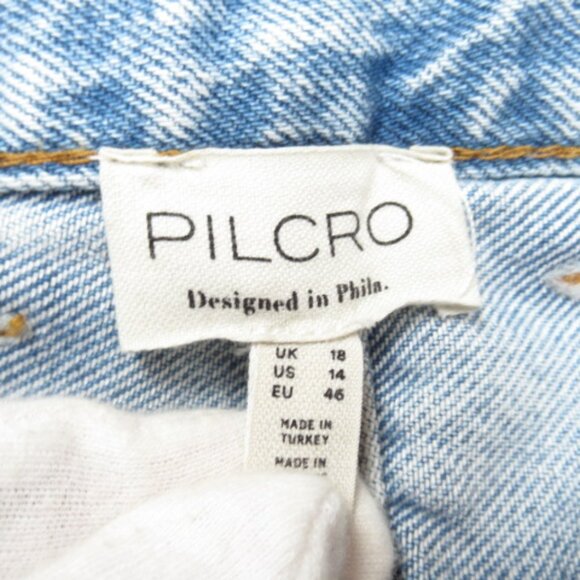 PILCRO
Designed in Phila.
UK 18
US 14
EU 46
MADE IN
TURKEY
MADE IN